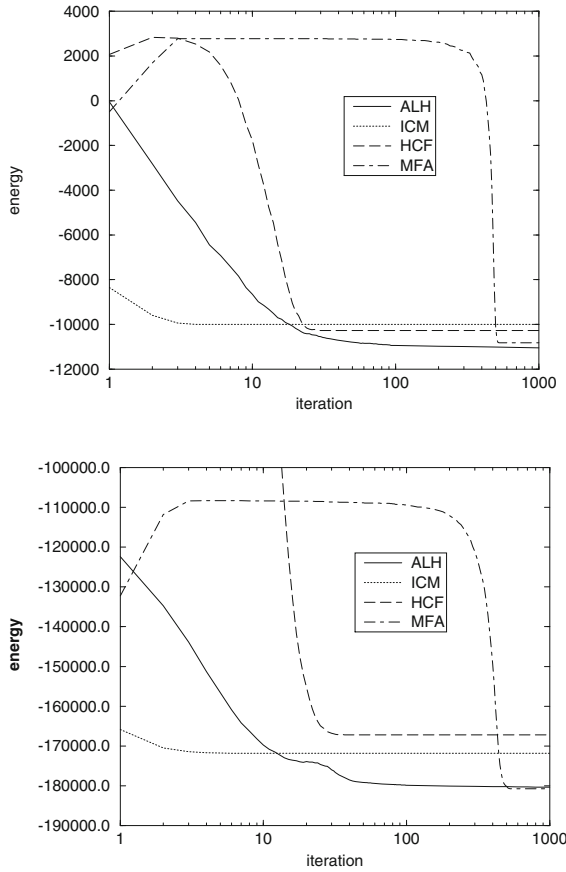 4000
2000
0
-2000
-4000
-6000
-8000
-10000
-12000
energy
1 10 100 1000
iteration
ALH
ICM
HCF
MFA
-100000.0
-110000.0
-120000.0
-130000.0
-140000.0
-150000.0
-160000.0
-170000.0
-180000.0
-190000.0
energy
1 10 100 1000
iteration
ALH
ICM
HCF
MFA